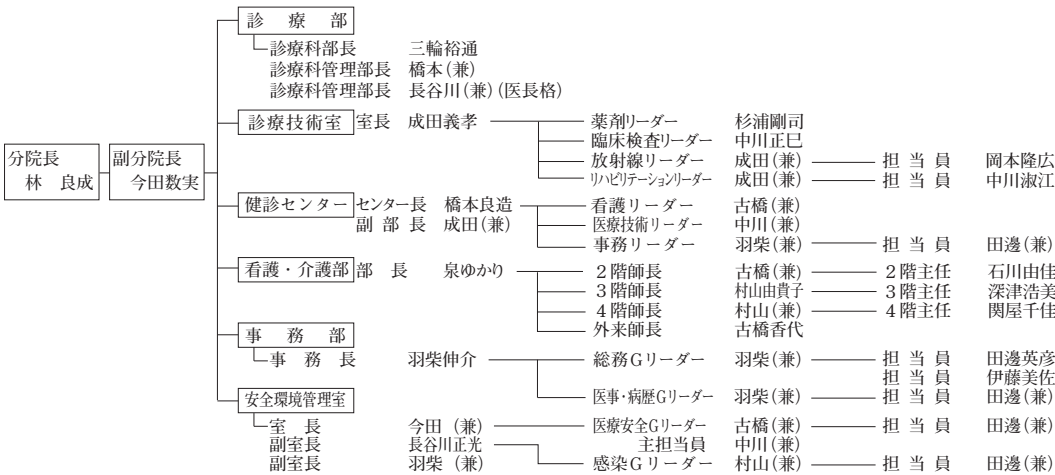 診療部
診療科部長 三輪裕通
診療科管理部長 橋本(兼)
診療科管理部長 長谷川(兼)(医長格)
診療技術室 室長 成田義孝 薬剤リーダー 杉浦剛司
臨床検査リーダー 中川正巳
分院長 副分院長 放射線リーダー 成田(兼) 担当員 岡本隆広
林 良成 今田数実 リハビリテーションリーダー 成田(兼) 担当員 中川淑江
健診センター センター長 橋本良造 看護リーダー 古橋(兼)
副部長 成田(兼) 医療技術リーダー 中川(兼)
事務リーダー 羽柴(兼) 担当員 田邊(兼)
看護・介護部 部長 泉ゆかり 2階師長 古橋(兼) 2階主任 石川由佳
3階師長 村山由貴子 3階主任 深津浩美
4階師長 村山(兼) 4階主任 関屋千佳
外来師長 古橋香代
事務部
事務長 羽柴伸介 総務Gリーダー 羽柴(兼) 担当員 田邊英彦
担当員 伊藤美佐
医事・病歴Gリーダー 羽柴(兼) 担当員 田邊(兼)
安全環境管理室
室長 今田(兼) 医療安全Gリーダー 古橋(兼) 担当員 田邊(兼)
副室長 長谷川正光 主担当員 中川(兼)
副室長 羽柴(兼) 感染Gリーダー 村山(兼) 担当員 田邊(兼)